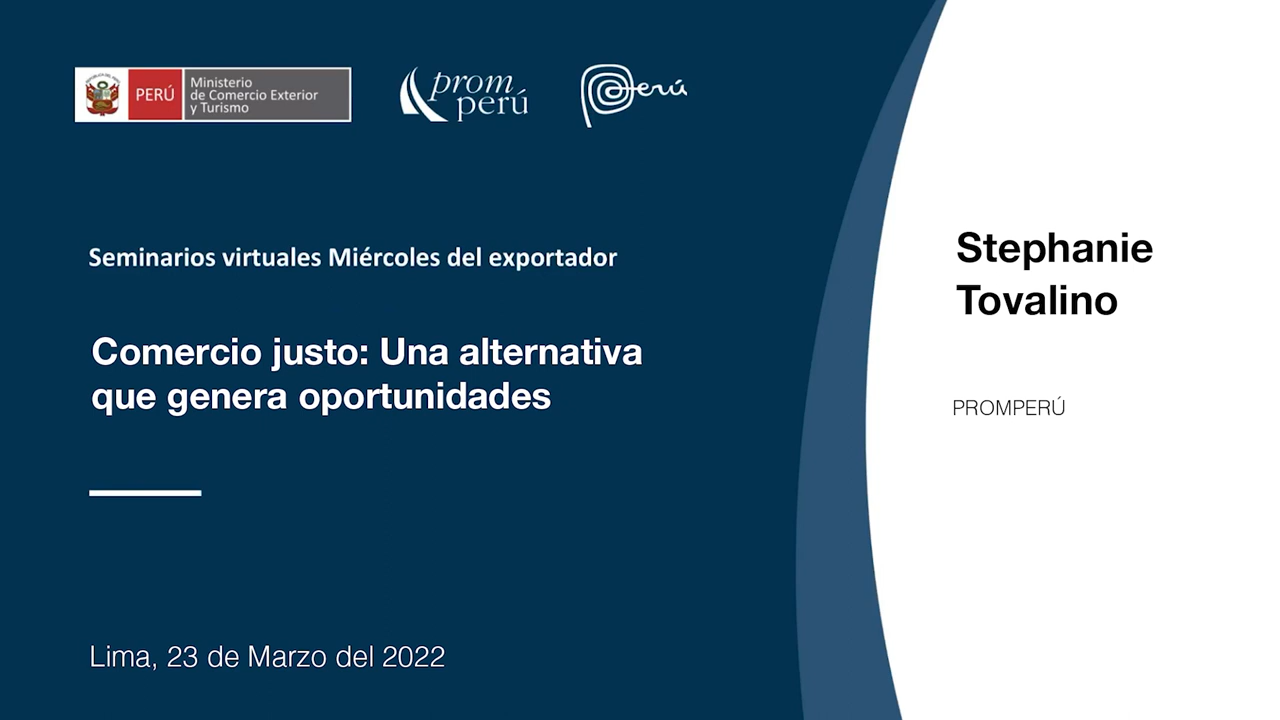 PERÚ
Ministerio
de Comercio Exterior
y Turismo
prom
perú
Perú
Seminarios virtuales Miércoles del exportador
Comercio justo: Una alternativa
que genera oportunidades
Lima, 23 de Marzo del 2022
Stephanie
Tovalino
PROMPERÚ